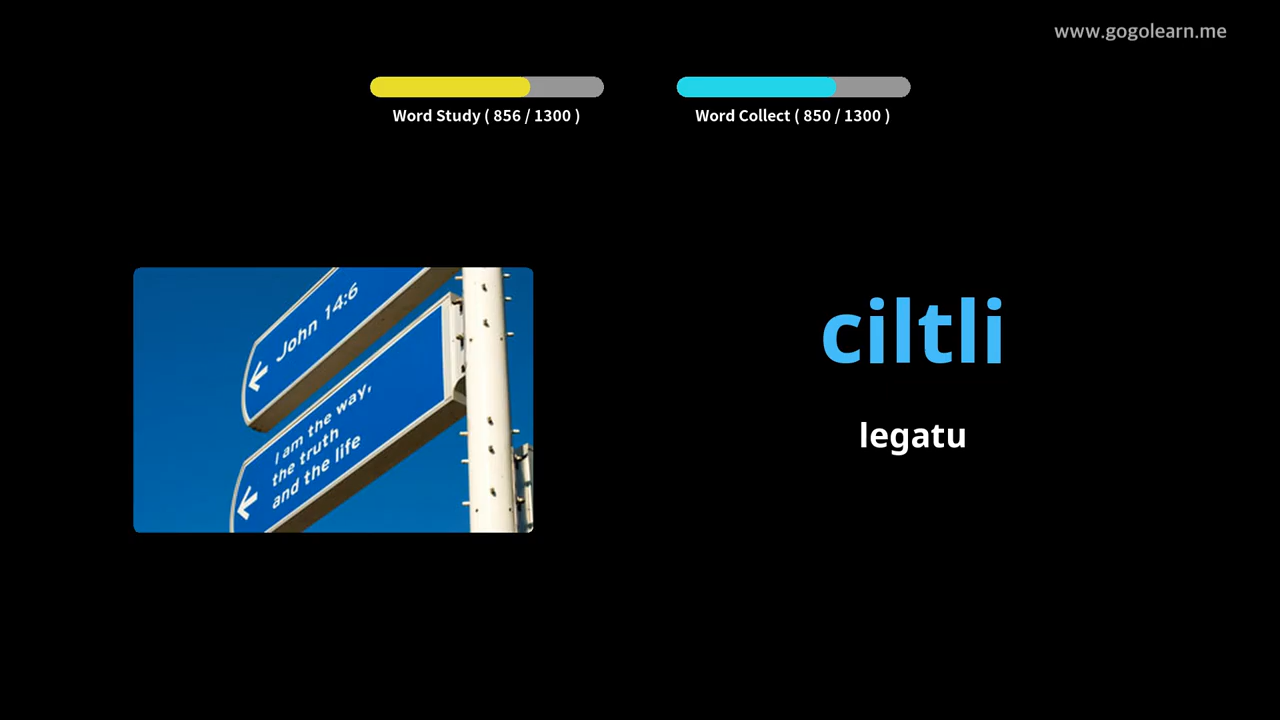 www.gogolearn.me
Word Study ( 856 / 1300 )
Word Collect ( 850 / 1300 )
John 14:6
I am the way,
the truth
and the life
ciltli
legatu